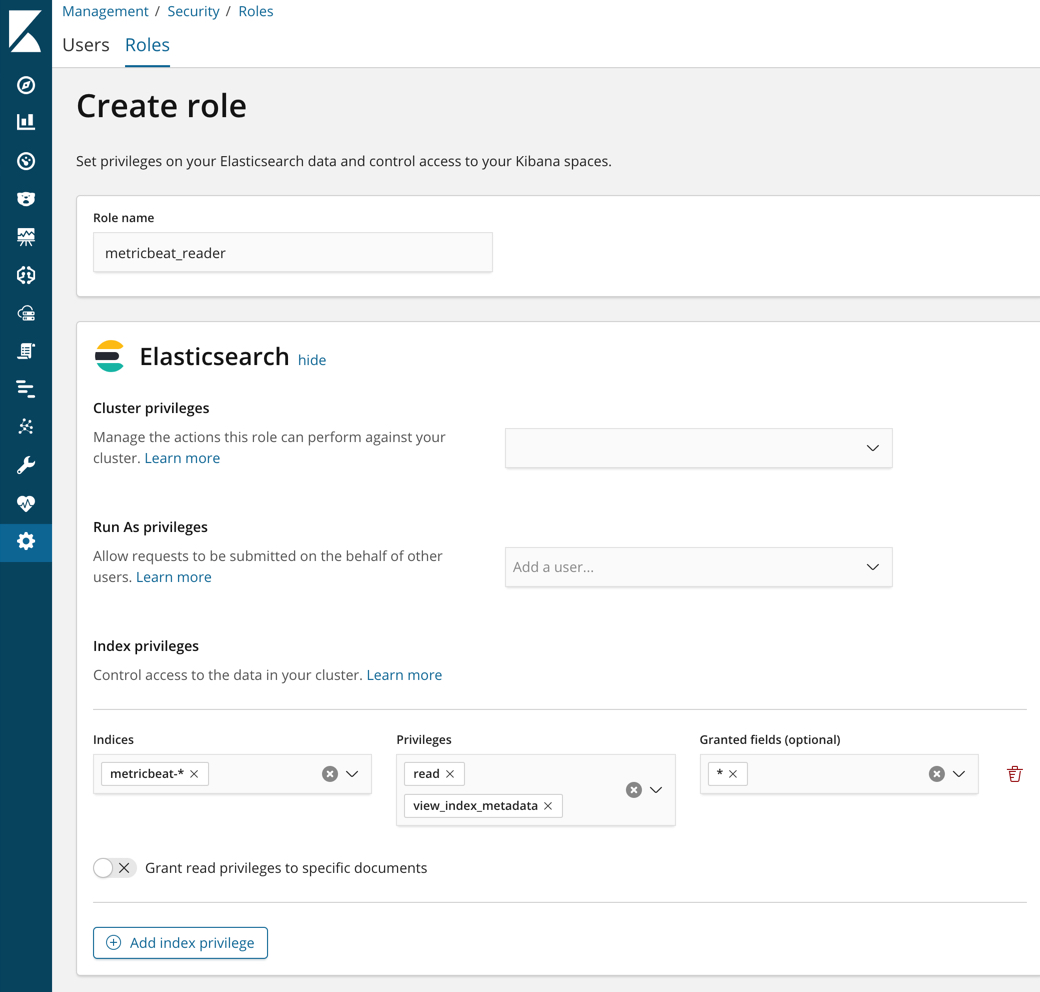 Management / Security / Roles
Users Roles
Create role
Set privileges on your Elasticsearch data and control access to your Kibana spaces.
Role name
metricbeat_reader
Elasticsearch hide
Cluster privileges
Manage the actions this role can perform against your
cluster. Learn more
Run As privileges
Allow requests to be submitted on the behalf of other
users. Learn more
Add a user...
Index privileges
Control access to the data in your cluster. Learn more
Indices Privileges Granted fields (optional)
metricbeat-* read *
view_index_metadata
Grant read privileges to specific documents
Add index privilege